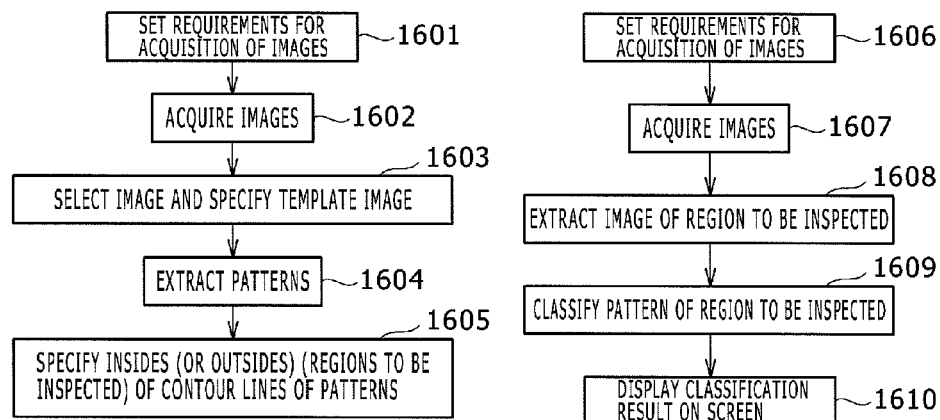 SET REQUIREMENTS FOR
ACQUISITION OF IMAGES
1601
ACQUIRE IMAGES
1602
1603
SELECT IMAGE AND SPECIFY TEMPLATE IMAGE
EXTRACT PATTERNS
1604
1605
SPECIFY INSIDES (OR OUTSIDES) (REGIONS TO BE
INSPECTED) OF CONTOUR LINES OF PATTERNS
SET REQUIREMENTS FOR
ACQUISITION OF IMAGES
1606
ACQUIRE IMAGES
1607
1608
EXTRACT IMAGE OF REGION TO BE INSPECTED
1609
CLASSIFY PATTERN OF REGION TO BE INSPECTED
DISPLAY CLASSIFICATION
RESULT ON SCREEN
1610